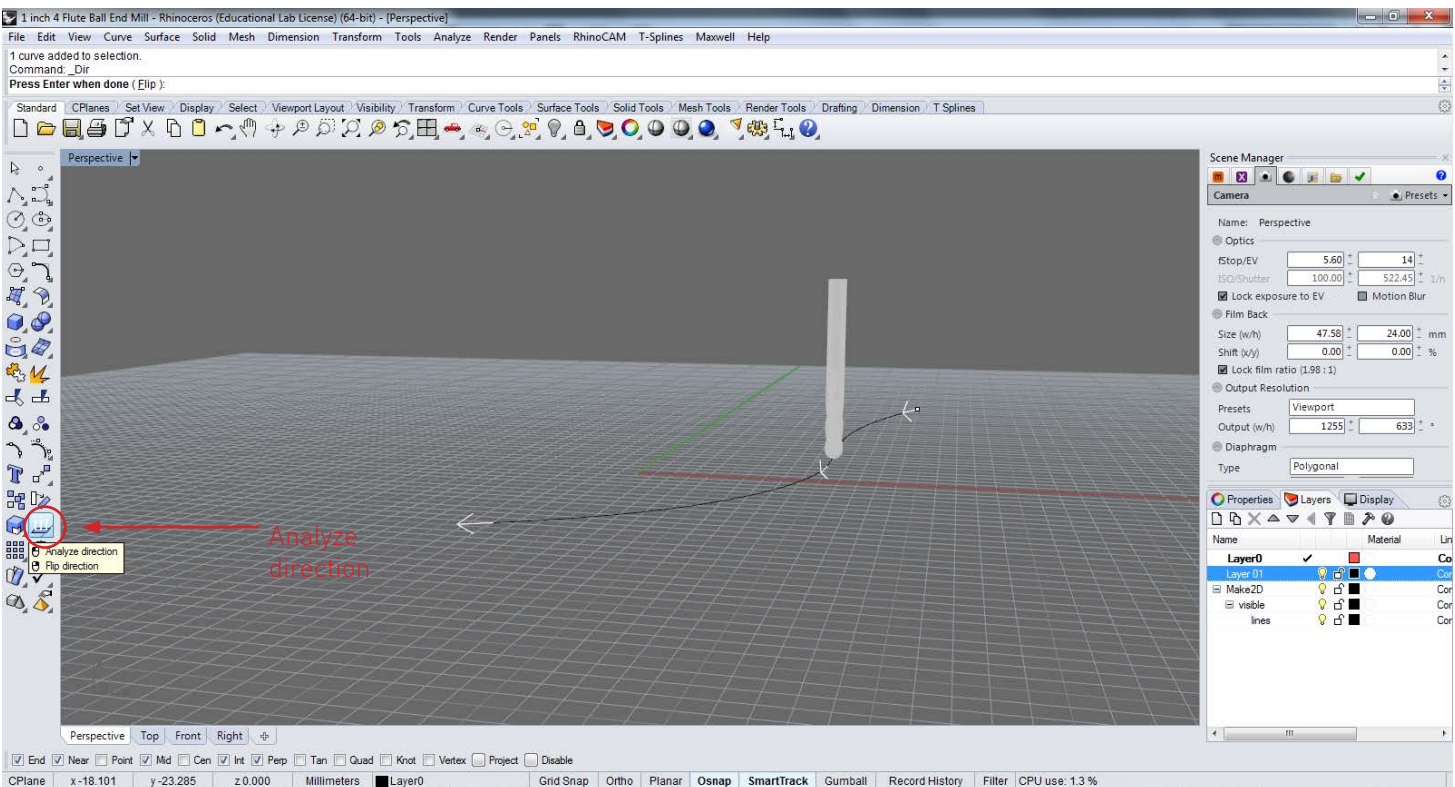 1 inch 4 Flute Ball End Mill - Rhinoceros (Educational Lab License) (64-bit) - [Perspective]
File Edit View Curve Surface Solid Mesh Dimension Transform Tools Analyze Render Panels RhinoCAM T-Splines Maxwell Help
1 curve added to selection.
Command: _Dir
Press Enter when done ( Flip ):
Standard CPlanes Set View Display Select Viewport Layout Visibility Transform Curve Tools Surface Tools Solid Tools Mesh Tools Render Tools Drafting Dimension T Splines
Perspective
Analyze direction
Analyze direction
Flip direction
Scene Manager
Camera Presets
Name: Perspective
Optics
fStop/EV 5.60 14
ISO/Shutter 100.00 522.45 1/n
Lock exposure to EV Motion Blur
Film Back
Size (w/h) 47.58 24.00 mm
Shift (x/y) 0.00 0.00 %
Lock film ratio (1.98 : 1)
Output Resolution
Presets Viewport
Output (w/h) 1255 633
Diaphragm
Type Polygonal
Properties Layers Display
Name Material Lin
Layer0 Co
Layer 01 Cor
Make2D Cor
visible Cor
lines Cor
Perspective Top Front Right
End Near Point Mid Cen Int Perp Tan Quad Knot Vertex Project Disable
CPlane x -18.101 y -23.285 z 0.000 Millimeters Layer0 Grid Snap Ortho Planar Osnap SmartTrack Gumball Record History Filter CPU use: 1.3 %